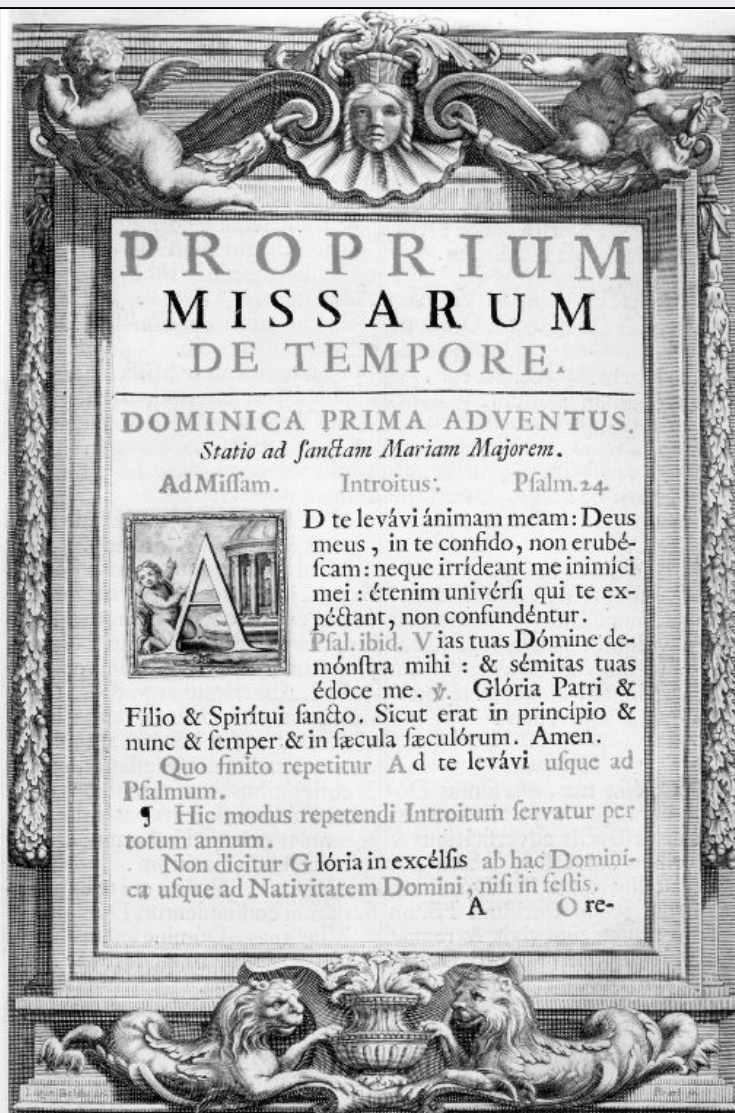 PROPRIUM
MISSARUM
DE TEMPORE.
DOMINICA PRIMA ADVENTUS.
Statio ad ſanctam Mariam Majorem.
Ad Miſſam. Introitus. Pſalm. 24.
AD te levávi ánimam meam: Deus
meus, in te confido, non erubé-
ſcam: neque irrídeant me inimíci
mei: étenim univérſi qui te ex-
péctant, non confundéntur.
Pſal. ibid. Vias tuas Dómine de-
mónſtra mihi: & sémitas tuas
édoce me. ℣. Glória Patri &
Fílio & Spirítui ſancto. Sicut erat in princípio &
nunc & ſemper & in ſæcula ſæculórum. Amen.
Quo finito repetitur Ad te levávi uſque ad
Pſalmum.
¶ Hic modus repetendi Introitum ſervatur per
totum annum.
Non dicitur Glória in excélſis ab hac Domini-
ca uſque ad Nativitatem Domini, niſi in feſtis.
A Ore-